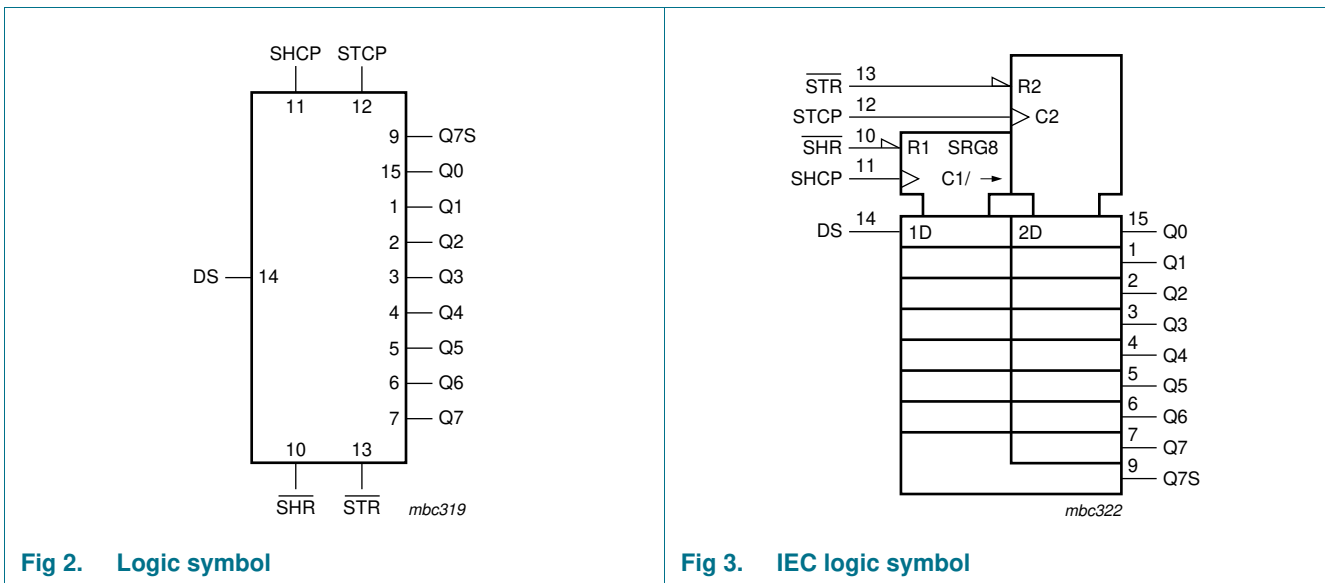 SHCP STCP
11 12
9 Q7S
15 Q0
1 Q1
2 Q2
DS 14 3 Q3
4 Q4
5 Q5
6 Q6
7 Q7
10 13
SHR STR mbc319
Fig 2. Logic symbol
STR 13 R2
STCP 12 C2
SHR 10 R1 SRG8
SHCP 11 C1/ →
DS 14 1D 2D 15 Q0
1 Q1
2 Q2
3 Q3
4 Q4
5 Q5
6 Q6
7 Q7
9 Q7S
mbc322
Fig 3. IEC logic symbol